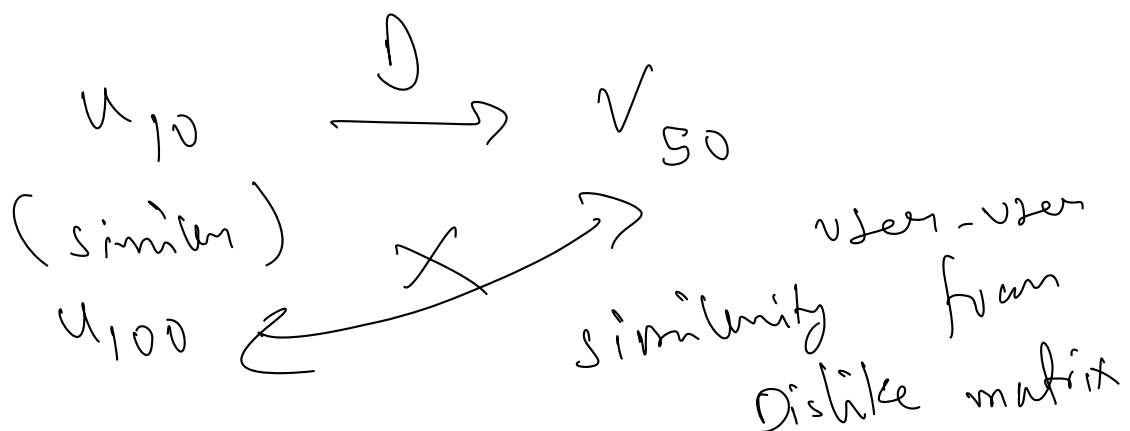 D
u10 → V50
(similar)
X
u100
user-user
similarity from
Dislike matrix